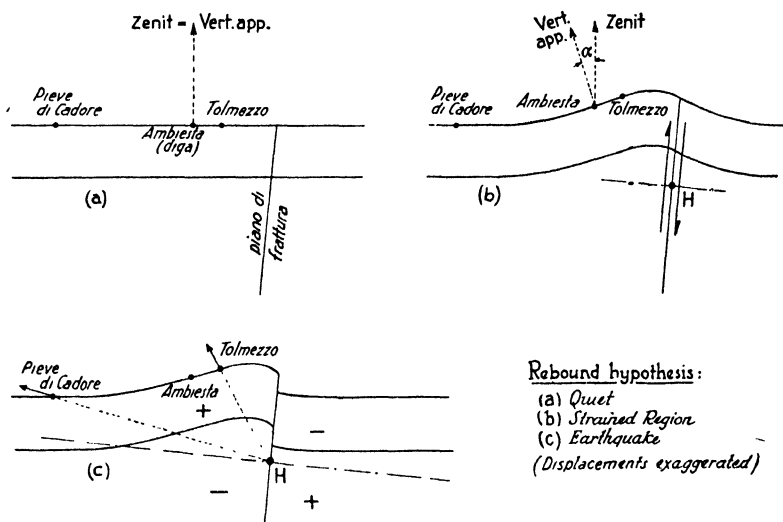 Zenit = Vert. app.
Pieve
di Cadore
Tolmezzo
Ambiesta
(diga)
(a)
piano di
frattura
Vert.
app.
α
Zenit
Pieve
di Cadore
Ambiesta
Tolmezzo
H
(b)
Pieve
di Cadore
Tolmezzo
Ambiesta
+
-
H
(c)
-
+
Rebound hypothesis:
(a) Quiet
(b) Strained Region
(c) Earthquake
(Displacements exaggerated)